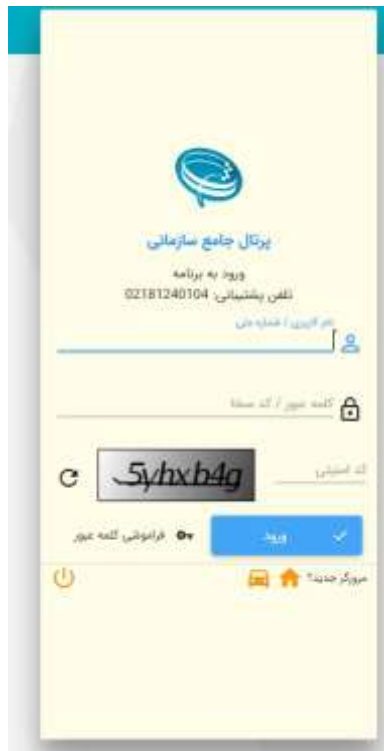 پرتال جامع سازمانی
ورود به برنامه
تلفن پشتیبانی: 02181240104
نام کاربری / شماره ملی
کلمه عبور / کد سخا
کد امنیتی
5yhxb4g
ورود
فراموشی کلمه عبور
مرورگر جدید؟